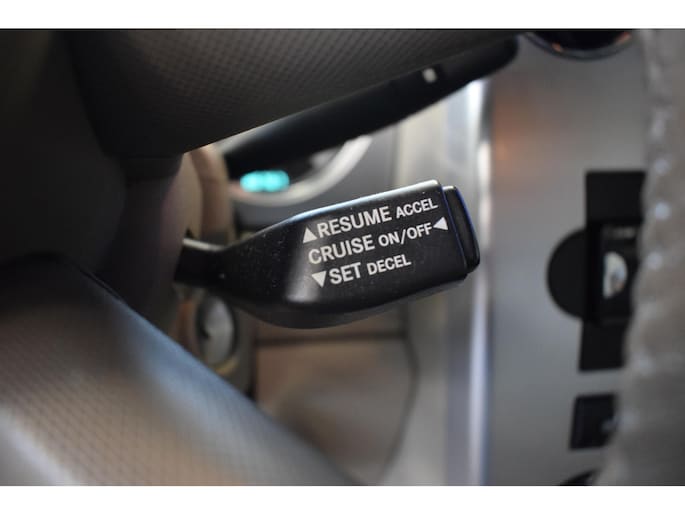 ▲RESUME ACCEL
CRUISE ON/OFF◀
▼SET DECEL